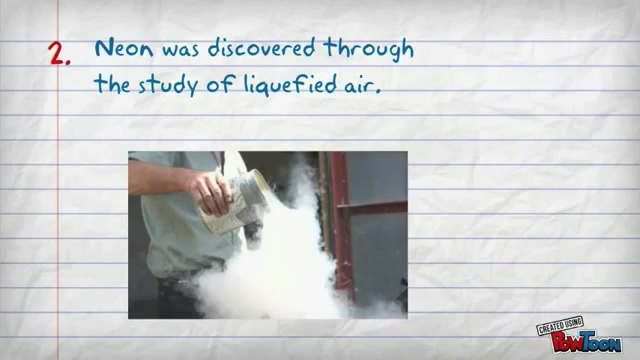 2. Neon was discovered through
the study of liquefied air.
CREATED USING
POWTOON